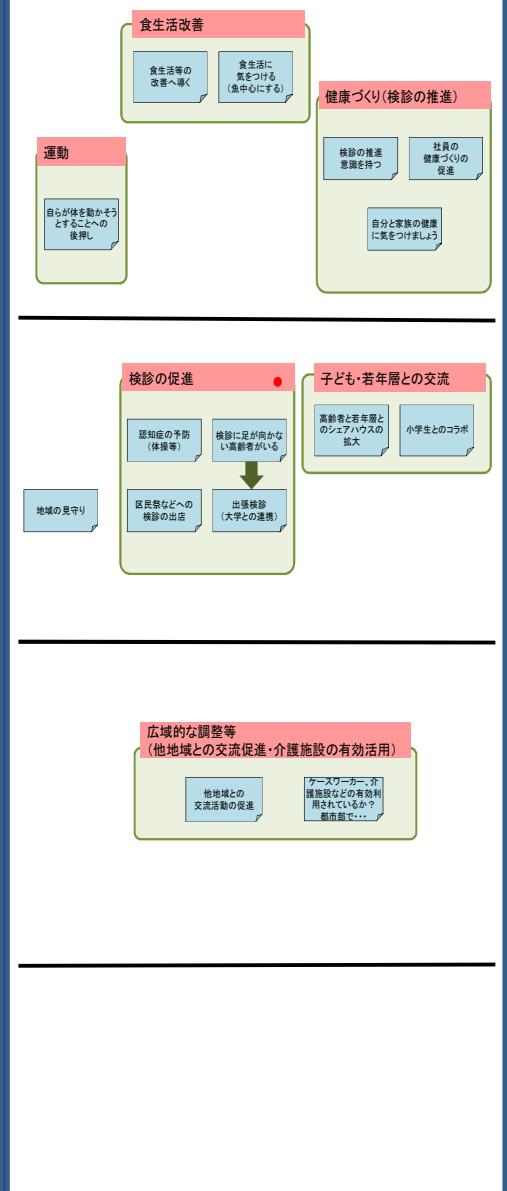 食生活改善
食生活等の
改善へ導く
食生活に
気をつける
（魚中心にする）
健康づくり（検診の推進）
検診の推進
意識を持つ
社員の
健康づくりの
促進
自分と家族の健康
に気をつけましょう
運動
自らが体を動かそう
とすることへの
後押し
検診の促進
認知症の予防
（体操等）
検診に足が向かな
い高齢者がいる
区民祭などへの
検診の出店
出張検診
（大学との連携）
子ども・若年層との交流
高齢者と若年層と
のシェアハウスの
拡大
小学生とのコラボ
地域の見守り
広域的な調整等
（他地域との交流促進・介護施設の有効活用）
他地域との
交流活動の促進
ケースワーカー、介
護施設などの有効利
用されているか？
都市部で・・・